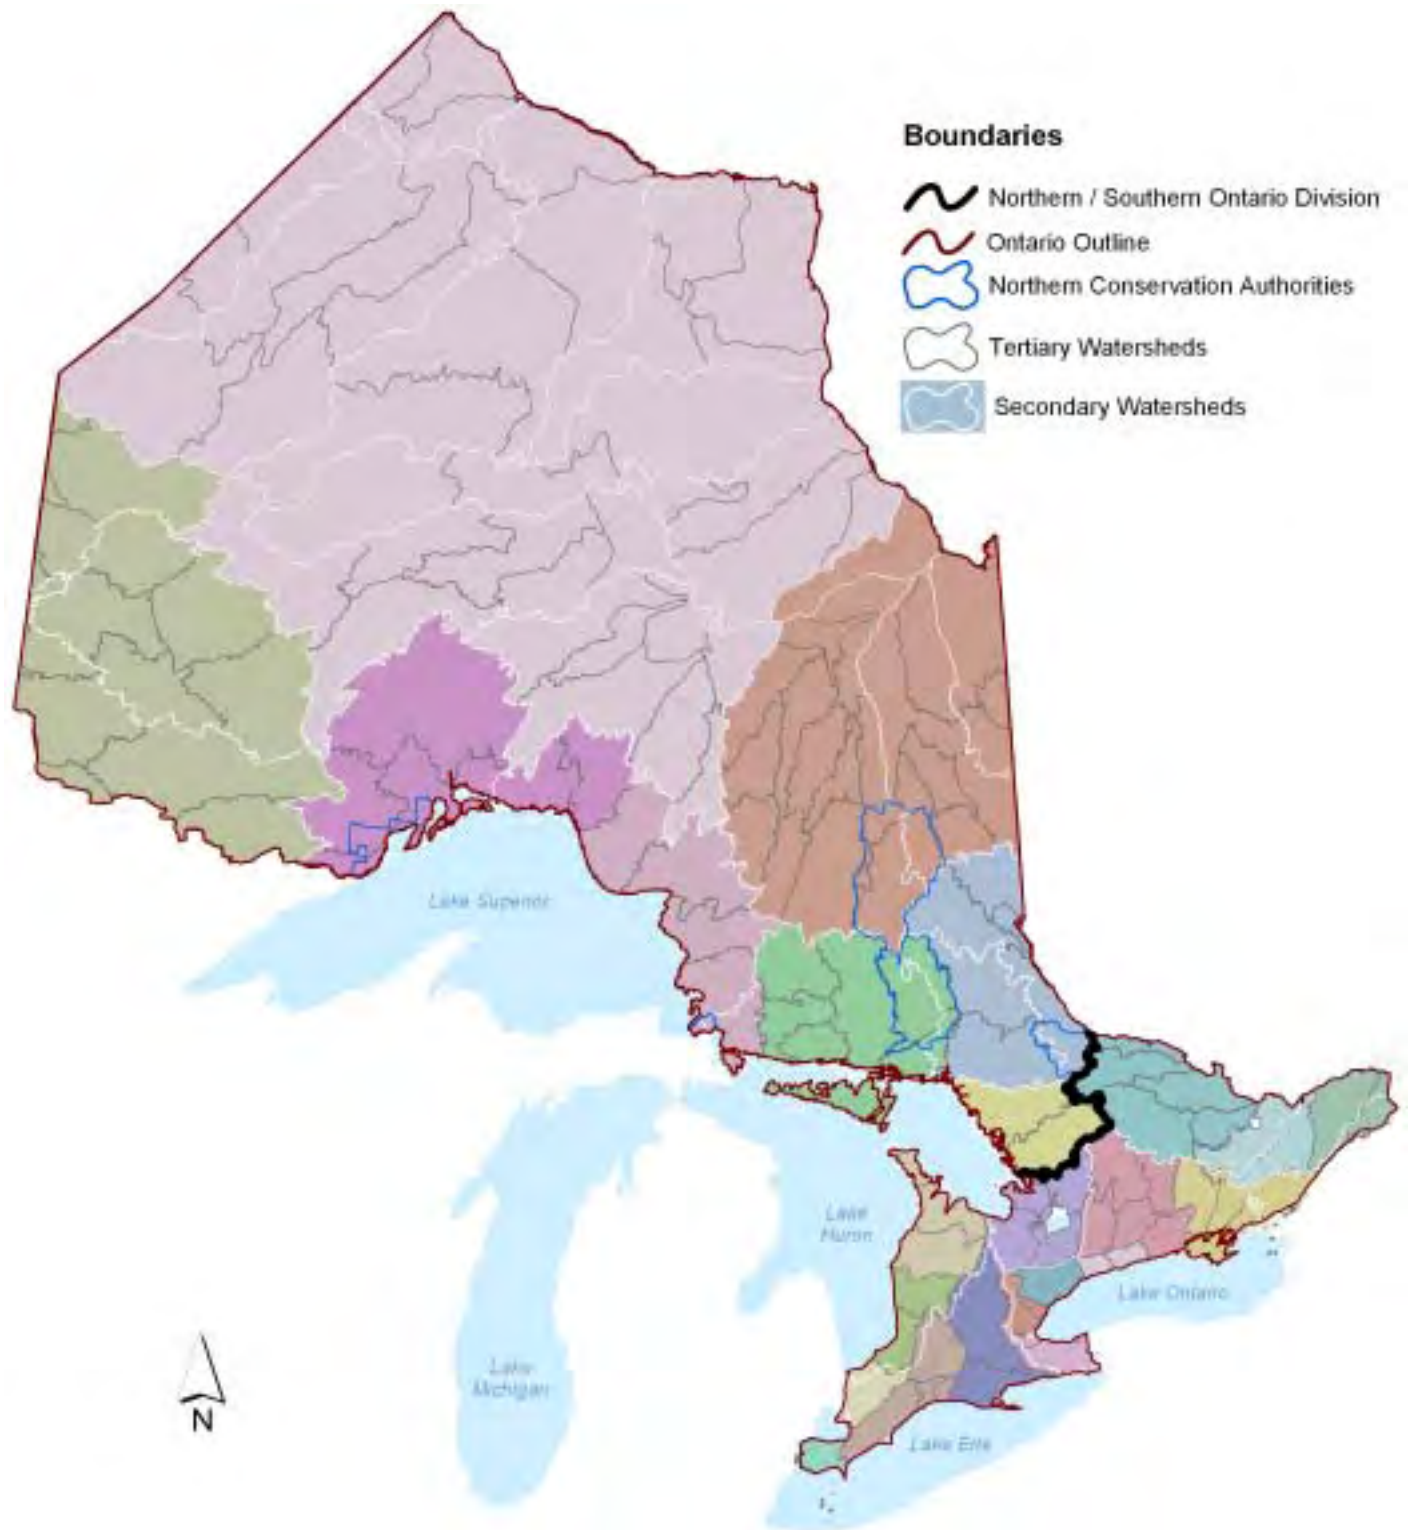 Boundaries
Northern / Southern Ontario Division
Ontario Outline
Northern Conservation Authorities
Tertiary Watersheds
Secondary Watersheds
Lake Superior
Lake
Huron
Lake Ontario
Lake
Michigan
Lake Erie
N